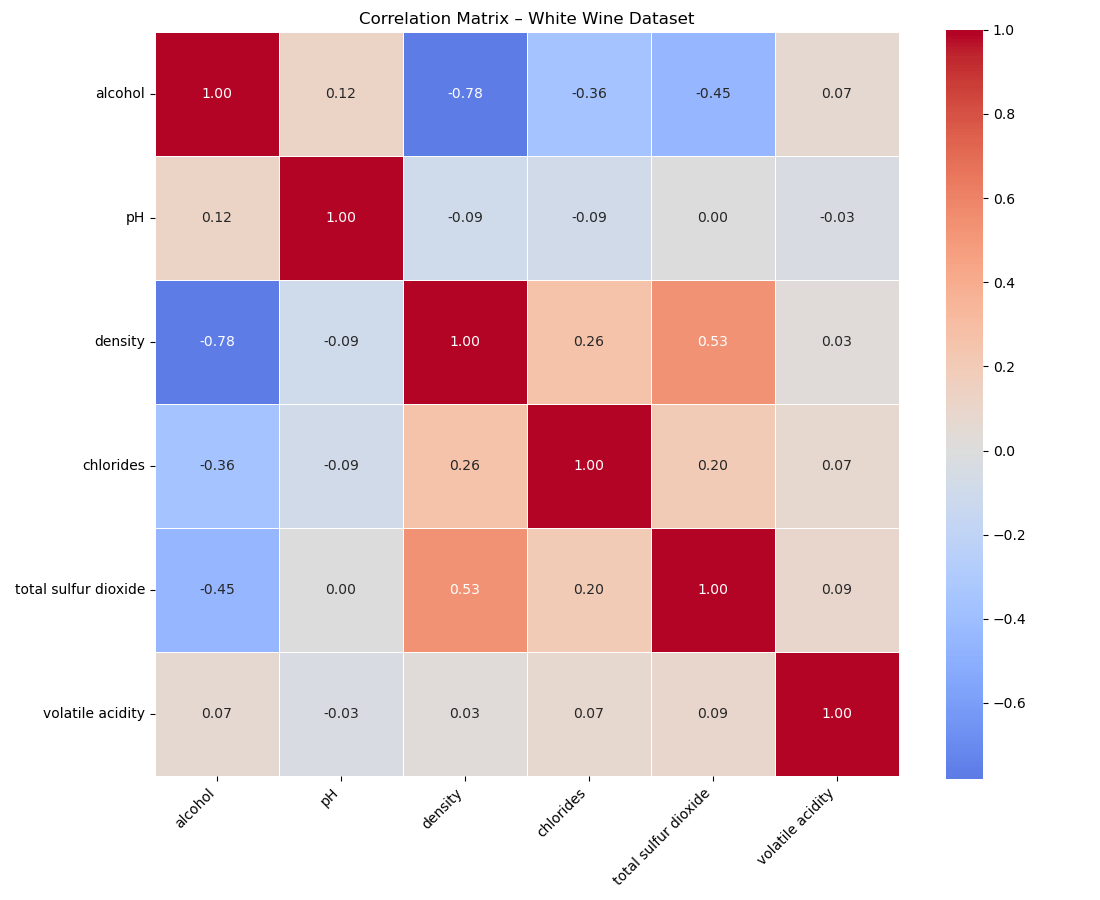 Correlation Matrix – White Wine Dataset
alcohol 1.00 0.12 -0.78 -0.36 -0.45 0.07
pH 0.12 1.00 -0.09 -0.09 0.00 -0.03
density -0.78 -0.09 1.00 0.26 0.53 0.03
chlorides -0.36 -0.09 0.26 1.00 0.20 0.07
total sulfur dioxide -0.45 0.00 0.53 0.20 1.00 0.09
volatile acidity 0.07 -0.03 0.03 0.07 0.09 1.00
alcohol
pH
density
chlorides
total sulfur dioxide
volatile acidity
1.0
0.8
0.6
0.4
0.2
0.0
−0.2
−0.4
−0.6